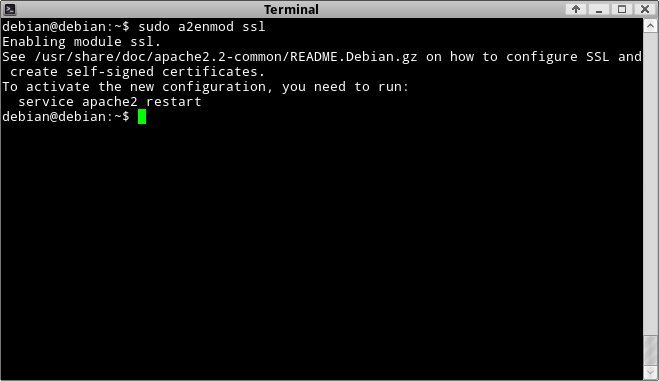 Terminal
debian@debian:~$ sudo a2enmod ssl
Enabling module ssl.
See /usr/share/doc/apache2.2-common/README.Debian.gz on how to configure SSL and
 create self-signed certificates.
To activate the new configuration, you need to run:
  service apache2 restart
debian@debian:~$